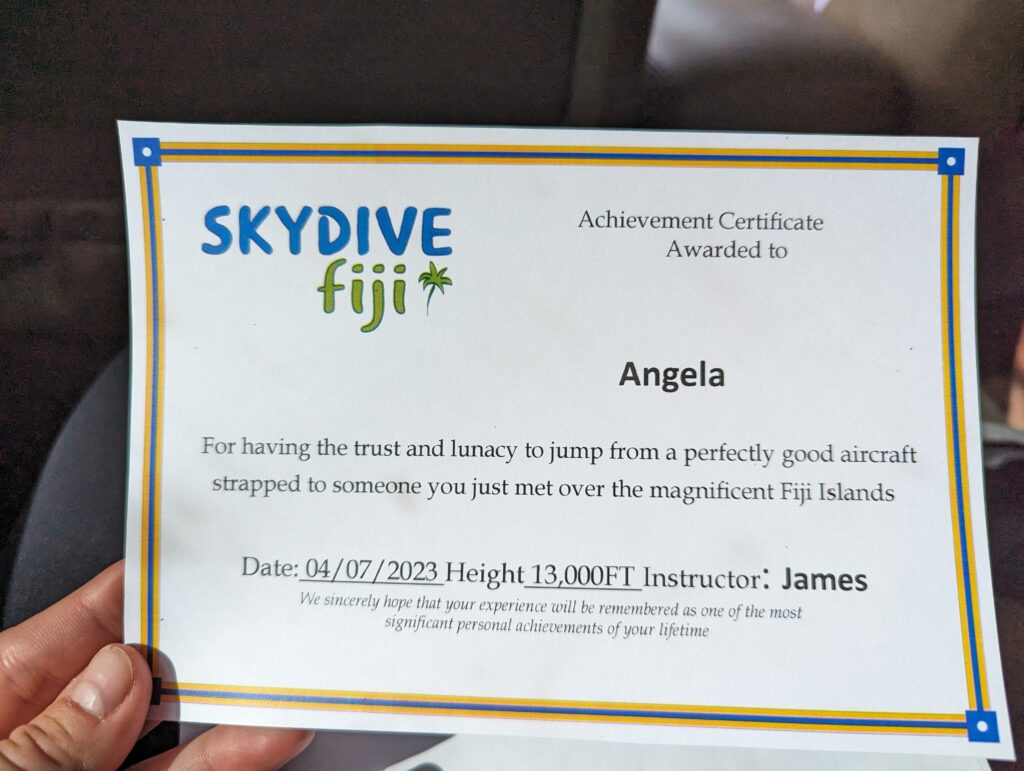 SKYDIVE
fiji
Achievement Certificate
Awarded to
Angela
For having the trust and lunacy to jump from a perfectly good aircraft
strapped to someone you just met over the magnificent Fiji Islands
Date: 04/07/2023 Height 13,000FT Instructor: James
We sincerely hope that your experience will be remembered as one of the most
significant personal achievements of your lifetime